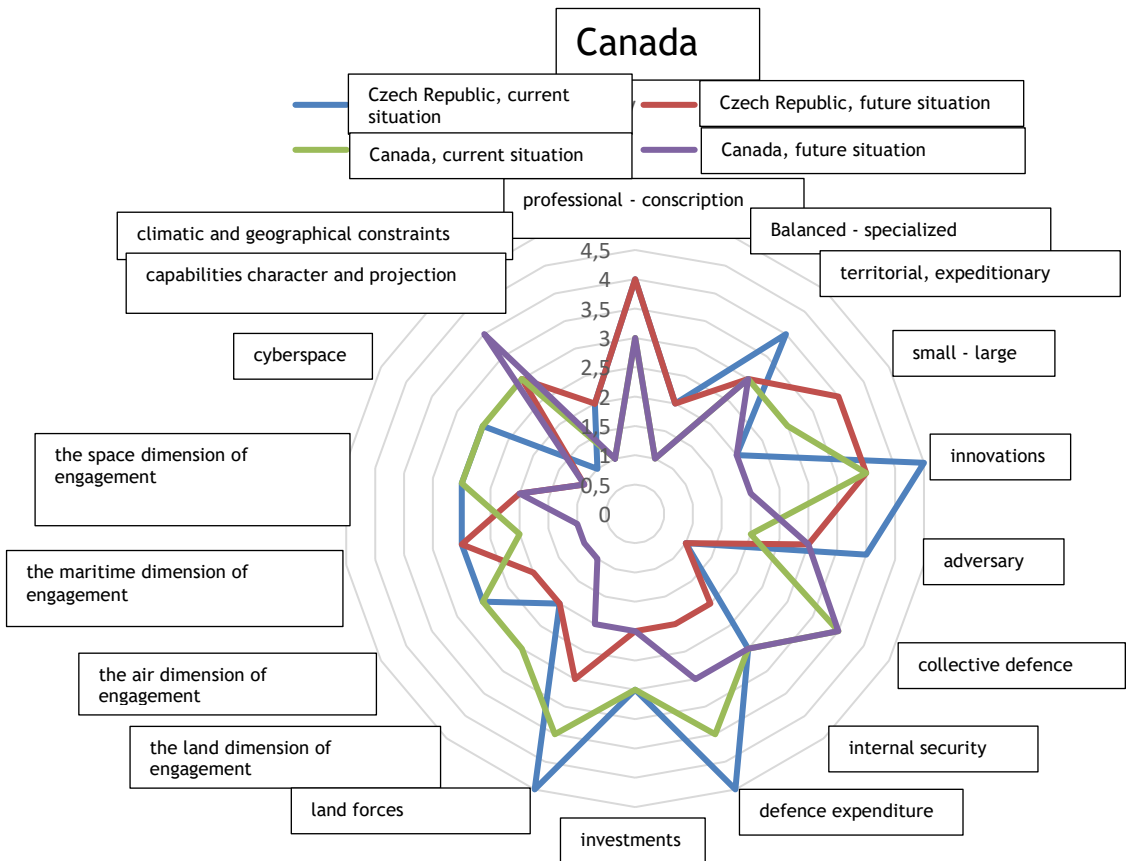 Canada
Czech Republic, current
situation
Czech Republic, future situation
Canada, current situation
Canada, future situation
professional - conscription
climatic and geographical constraints
Balanced - specialized
capabilities character and projection
territorial, expeditionary
4,5
4
3,5
3
2,5
2
1,5
1
0,5
0
cyberspace
small - large
the space dimension of
engagement
innovations
the maritime dimension of
engagement
adversary
the air dimension of
engagement
collective defence
the land dimension of
engagement
internal security
land forces
defence expenditure
investments